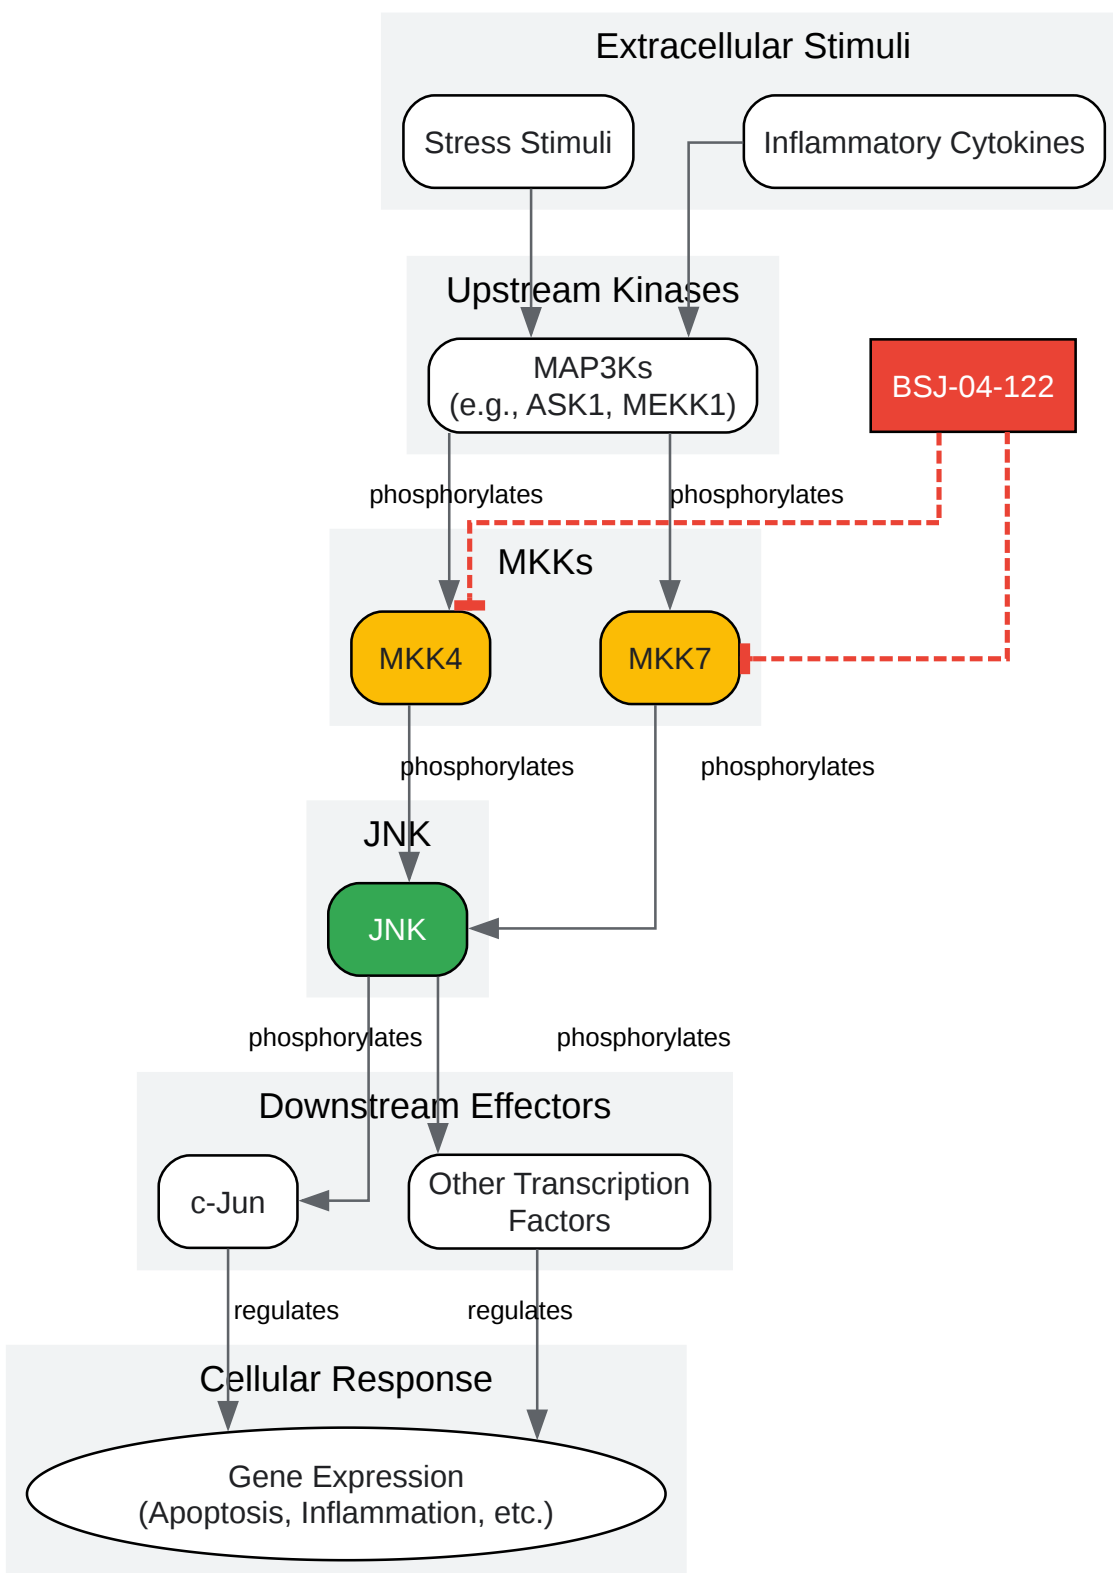 Extracellular Stimuli
Stress Stimuli
Inflammatory Cytokines
Upstream Kinases
MAP3Ks
(e.g., ASK1, MEKK1)
BSJ-04-122
phosphorylates
phosphorylates
MKKs
MKK4
MKK7
phosphorylates
phosphorylates
JNK
JNK
phosphorylates
phosphorylates
Downstream Effectors
c-Jun
Other Transcription
Factors
regulates
regulates
Cellular Response
Gene Expression
(Apoptosis, Inflammation, etc.)